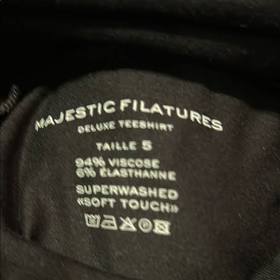 MAJESTIC FILATURES
DELUXE TEESHIRT
TAILLE 5
94% VISCOSE
6% ELASTHANNE
SUPERWASHED
«SOFT TOUCH»